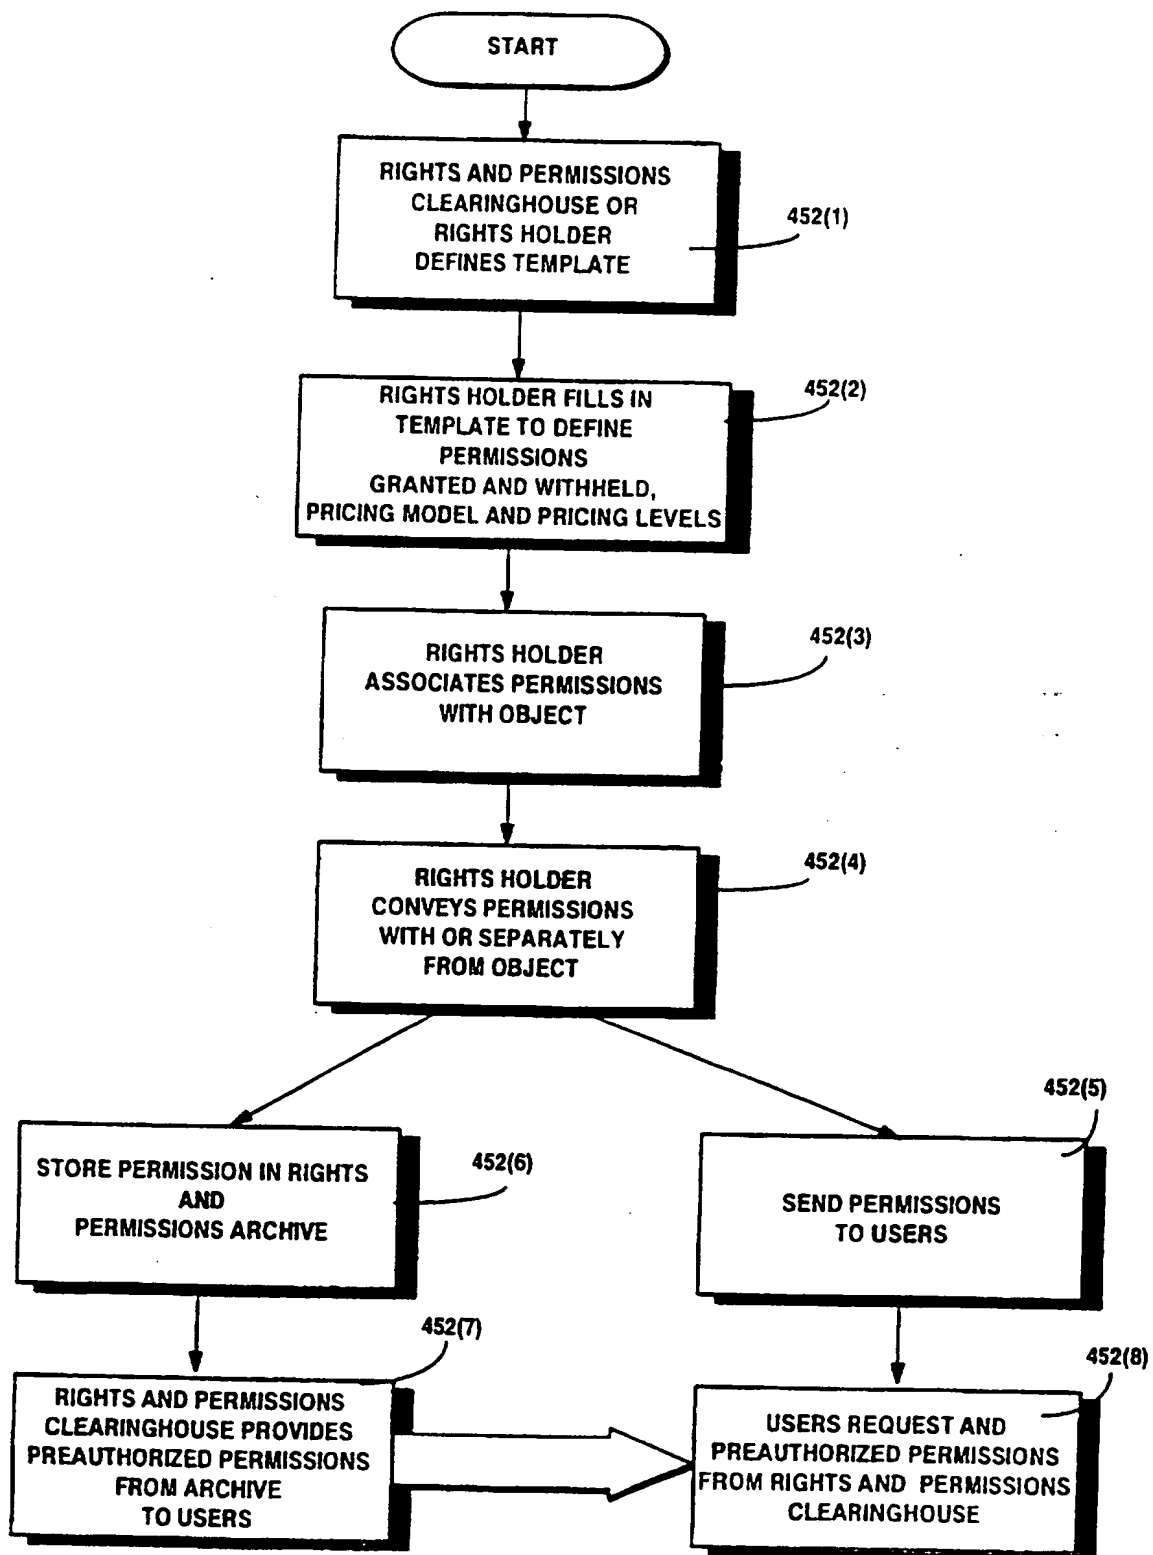 START
RIGHTS AND PERMISSIONS
CLEARINGHOUSE OR
RIGHTS HOLDER
DEFINES TEMPLATE
452(1)
RIGHTS HOLDER FILLS IN
TEMPLATE TO DEFINE
PERMISSIONS
GRANTED AND WITHHELD,
PRICING MODEL AND PRICING LEVELS
452(2)
RIGHTS HOLDER
ASSOCIATES PERMISSIONS
WITH OBJECT
452(3)
RIGHTS HOLDER
CONVEYS PERMISSIONS
WITH OR SEPARATELY
FROM OBJECT
452(4)
STORE PERMISSION IN RIGHTS
AND
PERMISSIONS ARCHIVE
452(6)
SEND PERMISSIONS
TO USERS
452(5)
RIGHTS AND PERMISSIONS
CLEARINGHOUSE PROVIDES
PREAUTHORIZED PERMISSIONS
FROM ARCHIVE
TO USERS
452(7)
USERS REQUEST AND
PREAUTHORIZED PERMISSIONS
FROM RIGHTS AND PERMISSIONS
CLEARINGHOUSE
452(8)